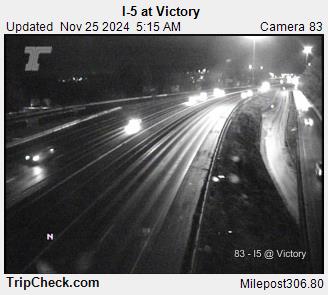 I-5 at Victory
Updated Nov 25 2024 5:15 AM Camera 83
T
N
83 - I5 @ Victory
TripCheck.com Milepost306.80